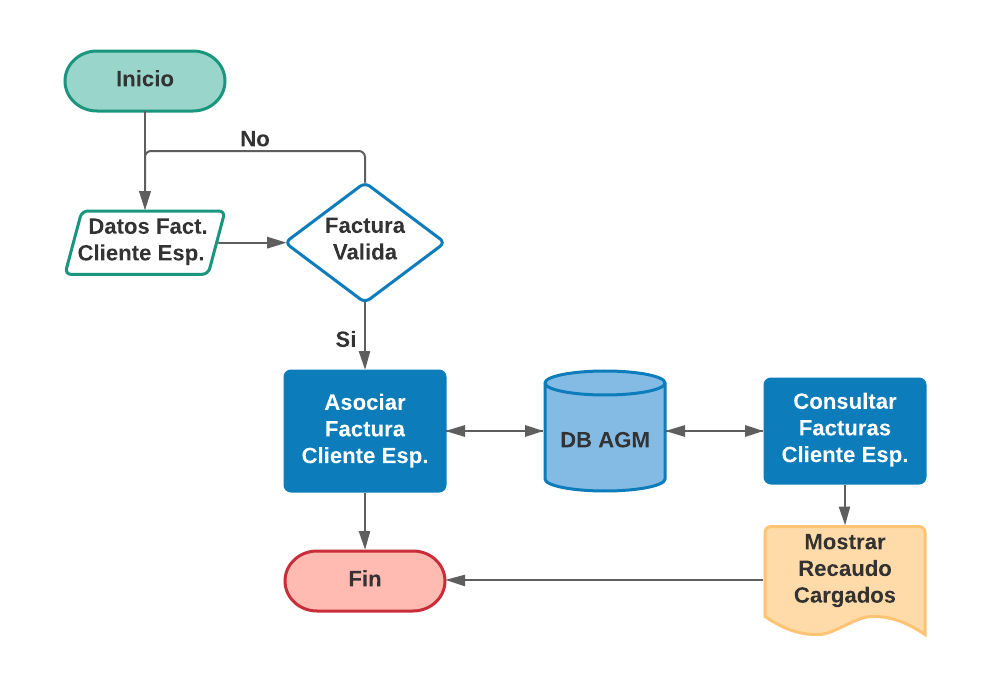 Inicio
No
Datos Fact.
Cliente Esp.
Factura
Valida
Si
Asociar
Factura
Cliente Esp.
DB AGM
Consultar
Facturas
Cliente Esp.
Mostrar
Recaudo
Cargados
Fin